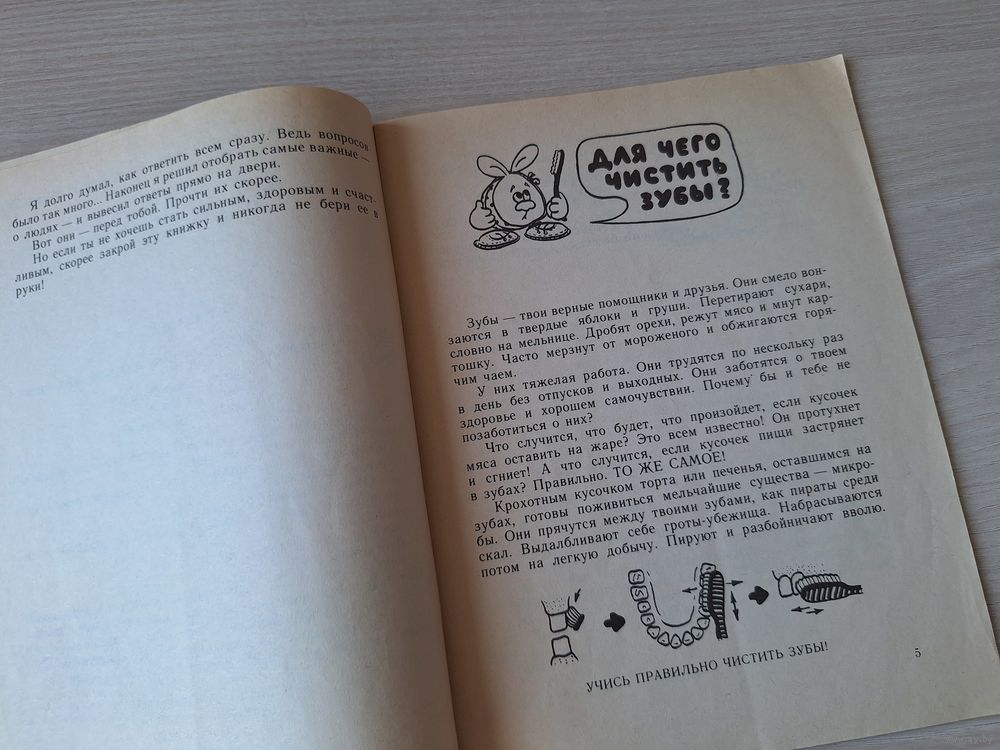 Я долго думал, как ответить всем сразу. Ведь вопросов
было так много... Наконец я решил отобрать самые важные —
о людях — и вывесил ответы прямо на двери.
Вот они — перед тобой. Прочти их скорее.
Но если ты не хочешь стать сильным, здоровым и счаст-
ливым, скорее закрой эту книжку и никогда не бери ее в
руки!
ДЛЯ ЧЕГО
ЧИСТИТЬ
ЗУБЫ?
Зубы — твои верные помощники и друзья. Они смело вон-
заются в твердые яблоки и груши. Перетирают сухари,
словно на мельнице. Дробят орехи, режут мясо и мнут кар-
тошку. Часто мерзнут от мороженого и обжигаются горя-
чим чаем.
У них тяжелая работа. Они трудятся по нескольку раз
в день без отпусков и выходных. Они заботятся о твоем
здоровье и хорошем самочувствии. Почему бы и тебе не
позаботиться о них?
Что случится, что будет, что произойдет, если кусочек
мяса оставить на жаре? Это всем известно! Он протухнет
и сгниет! А что случится, если кусочек пищи застрянет
в зубах? Правильно. ТО ЖЕ САМОЕ!
Крохотным кусочком торта или печенья, оставшимся на
зубах, готовы поживиться мельчайшие существа — микро-
бы. Они прячутся между твоими зубами, как пираты среди
скал. Выдалбливают себе гроты-убежища. Набрасываются
потом на легкую добычу. Пируют и разбойничают вволю.
УЧИСЬ ПРАВИЛЬНО ЧИСТИТЬ ЗУБЫ!
5